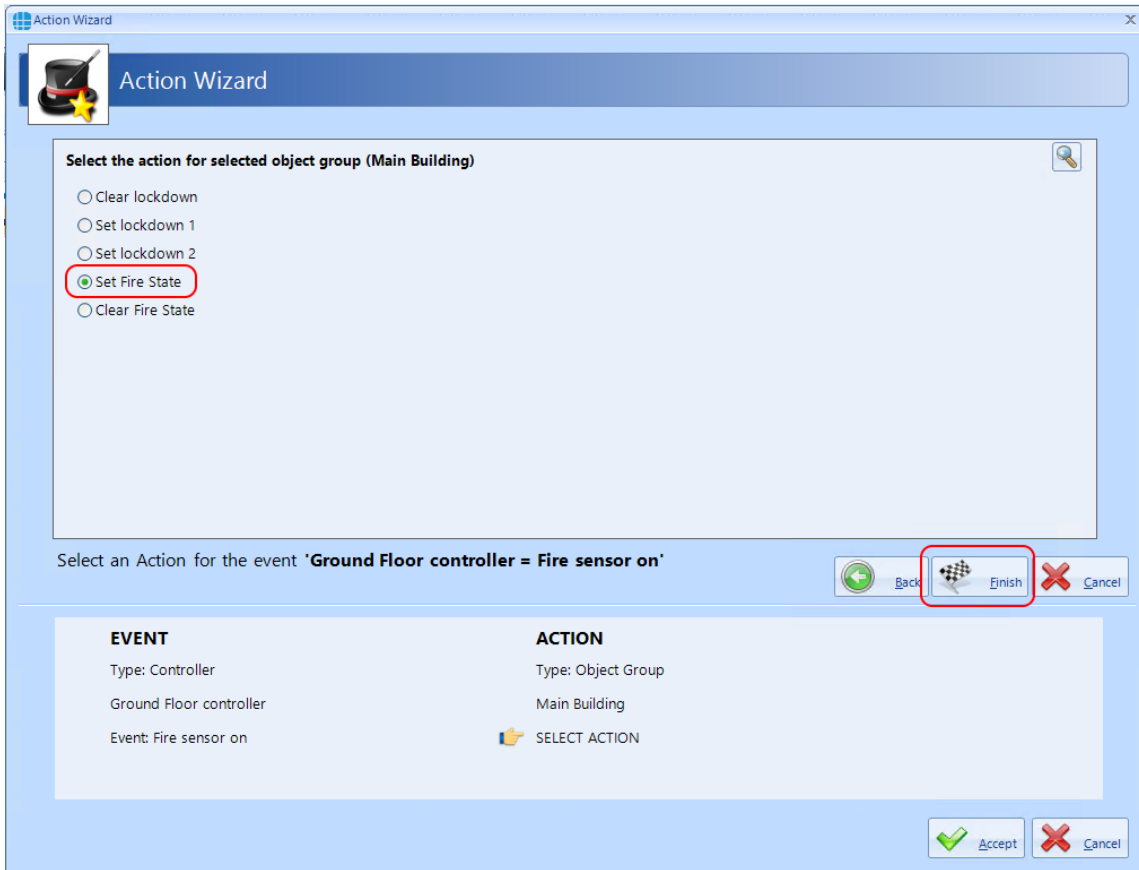 Action Wizard
x
Action Wizard
Select the action for selected object group (Main Building)
Clear lockdown
Set lockdown 1
Set lockdown 2
Set Fire State
Clear Fire State
Select an Action for the event 'Ground Floor controller = Fire sensor on'
Back Finish Cancel
EVENT ACTION
Type: Controller Type: Object Group
Ground Floor controller Main Building
Event: Fire sensor on SELECT ACTION
Accept Cancel